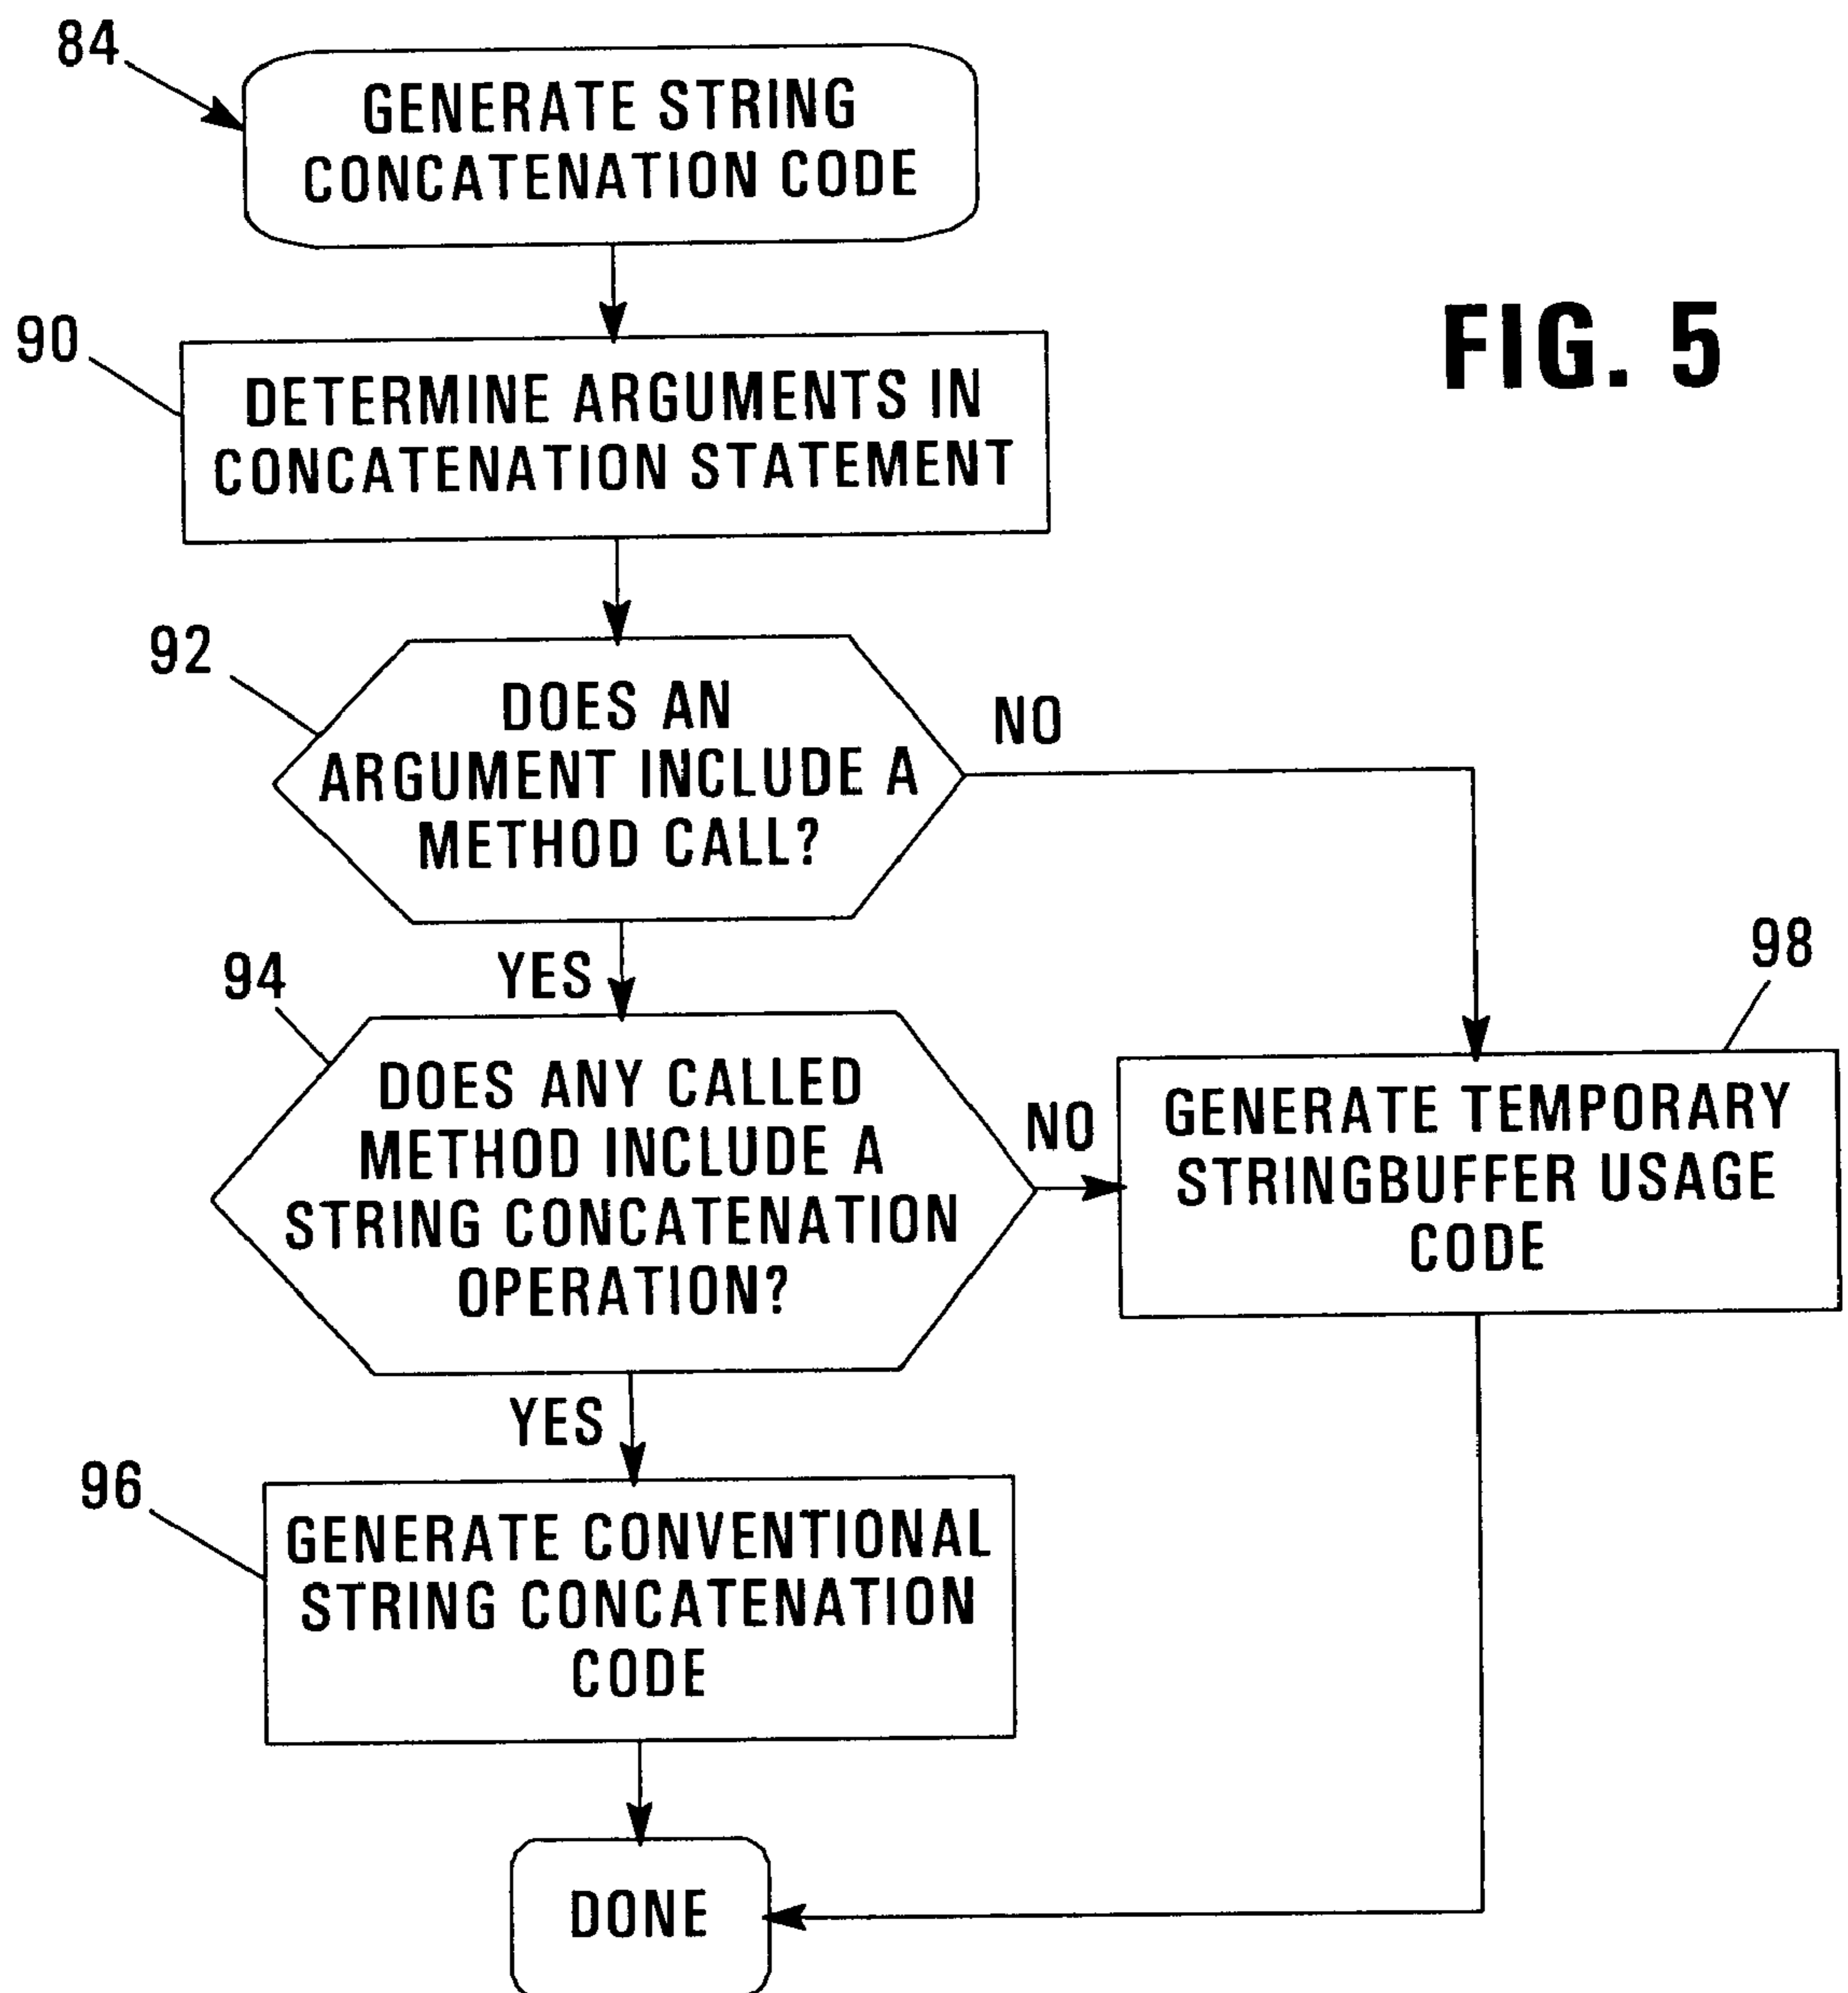 84
GENERATE STRING
CONCATENATION CODE
FIG. 5
90
DETERMINE ARGUMENTS IN
CONCATENATION STATEMENT
92
DOES AN
ARGUMENT INCLUDE A
METHOD CALL?
NO
YES
94
DOES ANY CALLED
METHOD INCLUDE A
STRING CONCATENATION
OPERATION?
NO
98
GENERATE TEMPORARY
STRINGBUFFER USAGE
CODE
YES
96
GENERATE CONVENTIONAL
STRING CONCATENATION
CODE
DONE